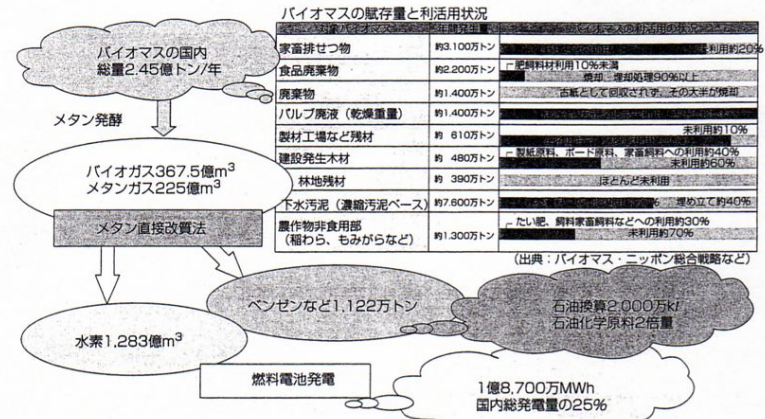 バイオマスの賦存量と利活用状況
バイオマスの国内
総量2.45億トン/年
メタン発酵
バイオガス367.5億m³
メタンガス225億m³
メタン直接改質法
水素1,283億m³
ベンゼンなど1,122万トン
石油換算2,000万kl
石油化学原料2倍量
燃料電池発電
1億8,700万MWh
国内総発電量の25%
家畜排せつ物 約3.100万トン 未利用約20%
食品廃棄物 約2.200万トン 肥飼料材利用10%未満
焼却・埋却処理90%以上
廃棄物 約1.400万トン 古紙として回収されず、その大半が焼却
パルプ廃液（乾燥重量） 約1.400万トン
製材工場など残材 約 610万トン 未利用約10%
建設発生木材 約 480万トン 製紙原料、ボード原料、家畜飼料への利用約40%
未利用約60%
林地残材 約 390万トン ほとんど未利用
下水汚泥（濃縮汚泥ベース） 約7.600万トン 埋め立て約40%
農作物非食用部
（稲わら、もみがらなど） 約1.300万トン たい肥、飼料家畜飼料などへの利用約30%
未利用約70%
（出典：バイオマス・ニッポン総合戦略など）